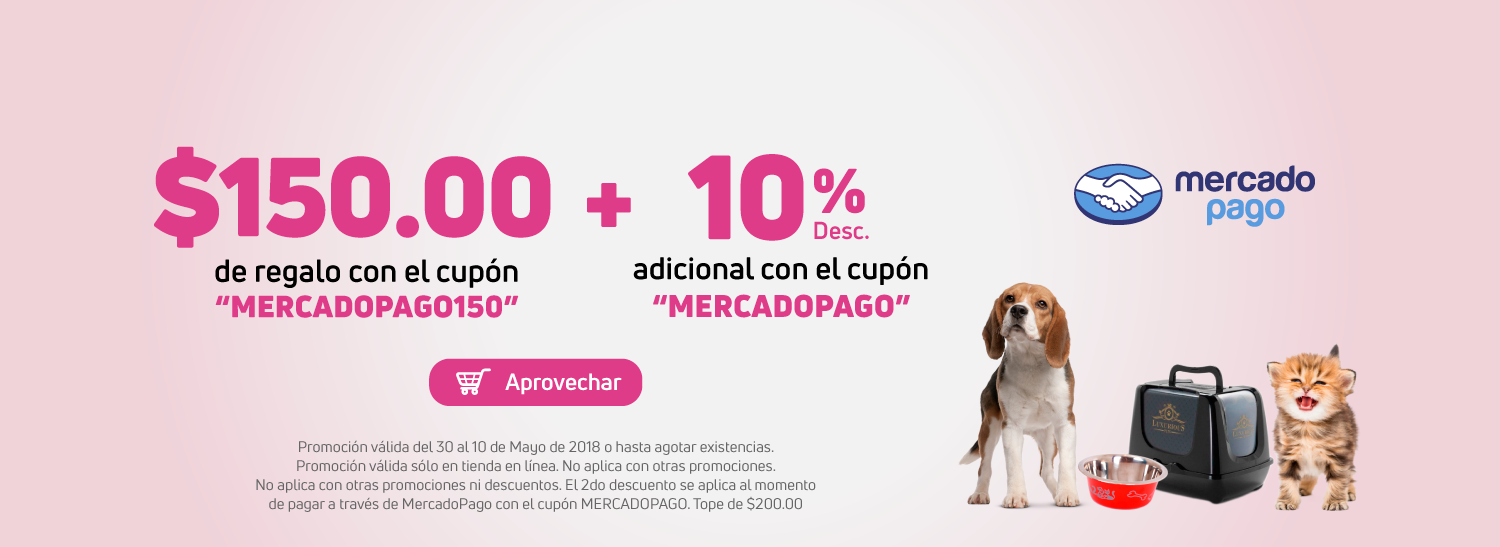 $150.00 + 10% Desc.
de regalo con el cupón
“MERCADOPAGO150”
adicional con el cupón
“MERCADOPAGO”
mercado
pago
Aprovechar
LUXURIOUS
Promoción válida del 30 al 10 de Mayo de 2018 o hasta agotar existencias.
Promoción válida sólo en tienda en línea. No aplica con otras promociones.
No aplica con otras promociones ni descuentos. El 2do descuento se aplica al momento
de pagar a través de MercadoPago con el cupón MERCADOPAGO. Tope de $200.00